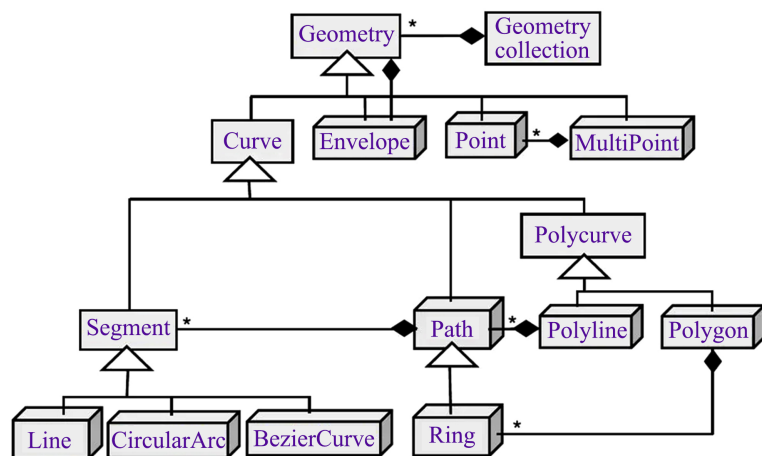 Geometry
*
Geometry
collection
Curve
Envelope
Point
*
MultiPoint
Polycurve
Segment
*
Path
*
Polyline
Polygon
Line
CircularArc
BezierCurve
Ring
*